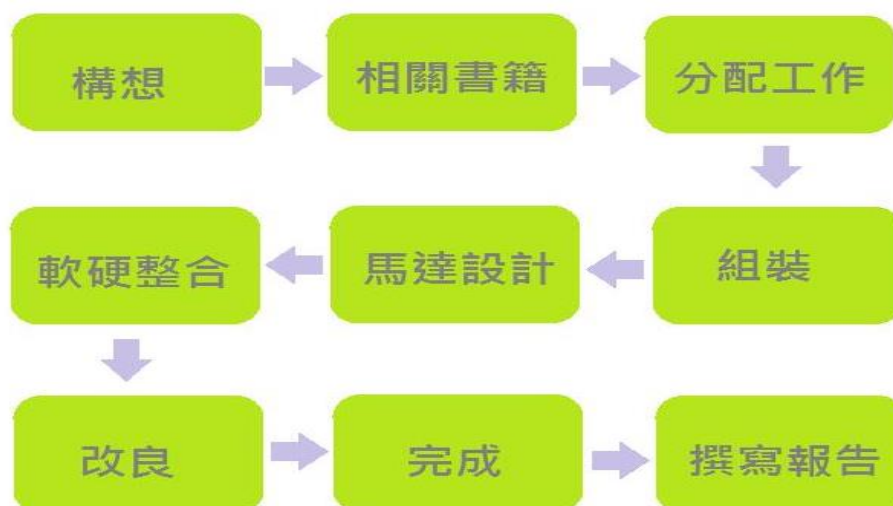 構想
相關書籍
分配工作
組裝
馬達設計
軟硬整合
改良
完成
撰寫報告